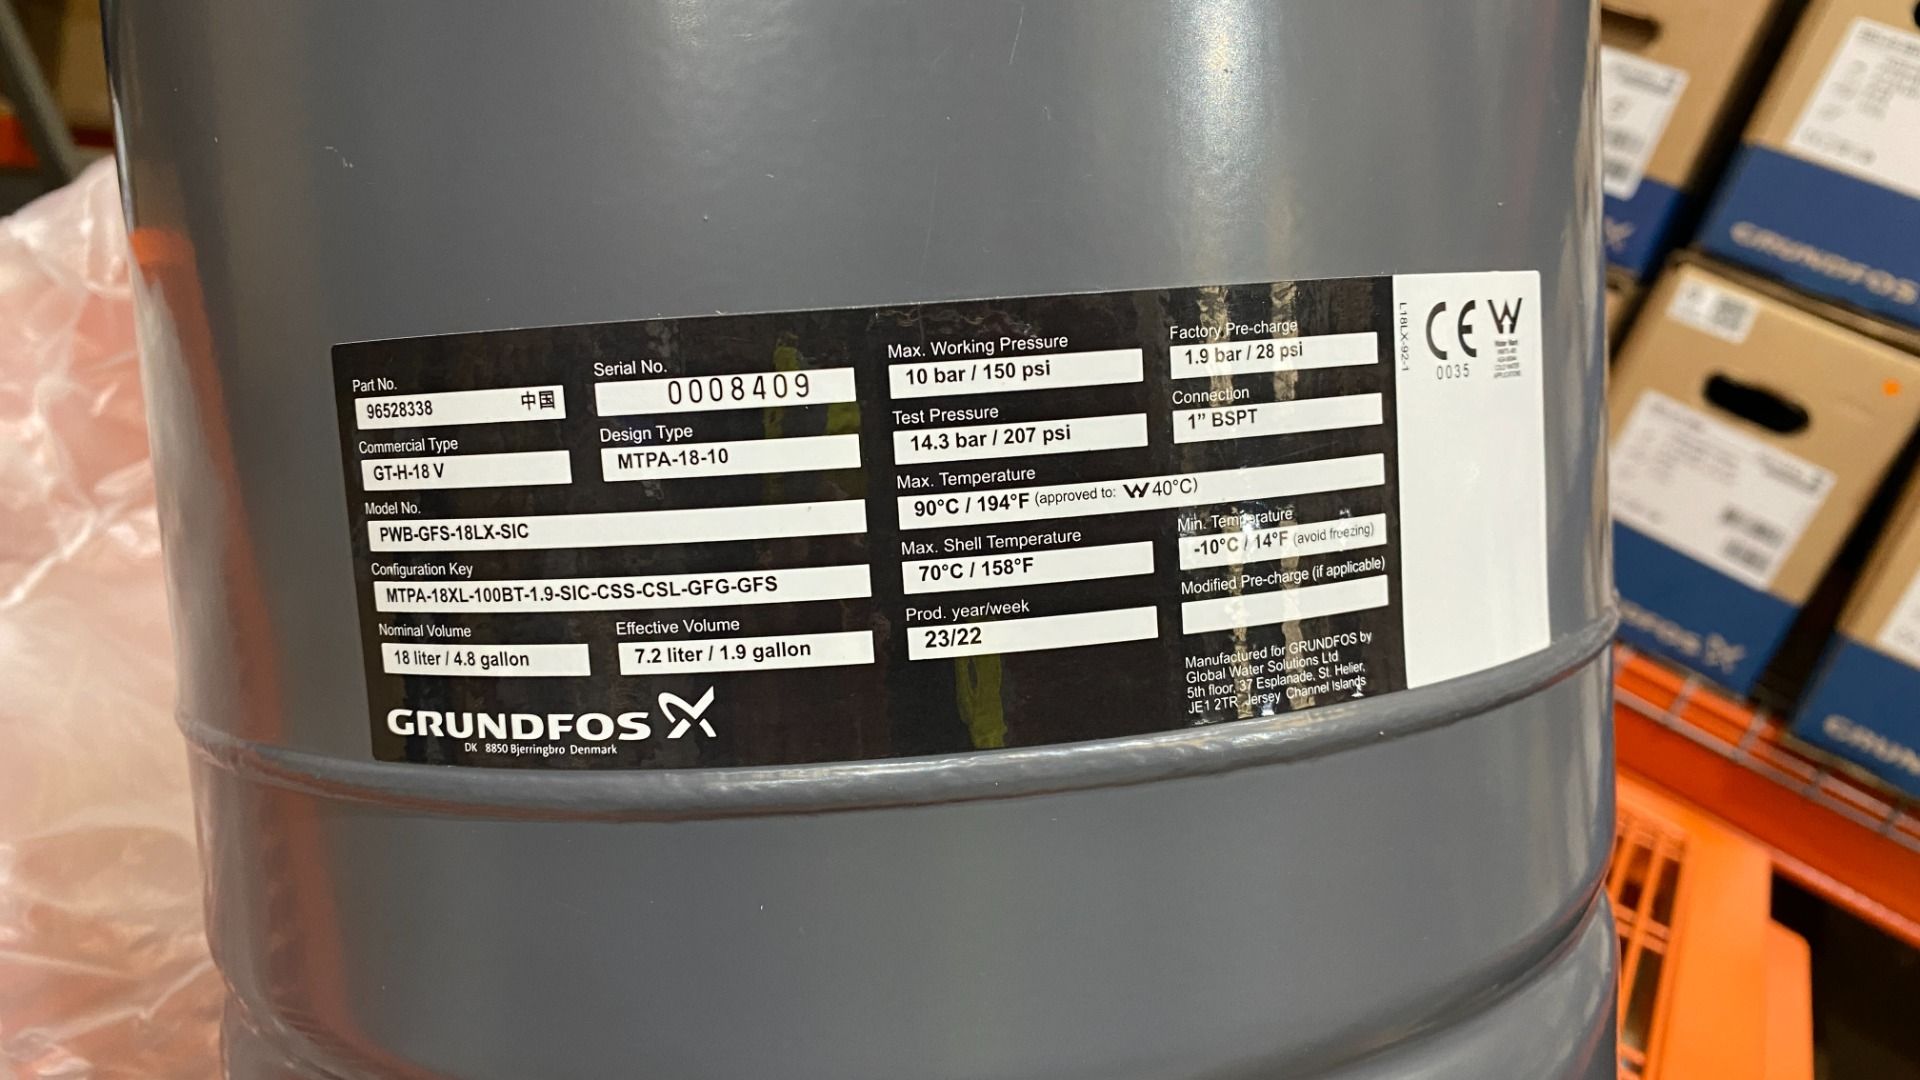 Part No.
96528338 中国
Serial No.
0008409
Commercial Type
GT-H-18 V
Design Type
MTPA-18-10
Model No.
PWB-GFS-18LX-SIC
Configuration Key
MTPA-18XL-100BT-1.9-SIC-CSS-CSL-GFG-GFS
Nominal Volume
18 liter / 4.8 gallon
Effective Volume
7.2 liter / 1.9 gallon
GRUNDFOS
DK 8850 Bjerringbro Denmark
Max. Working Pressure
10 bar / 150 psi
Factory Pre-charge
1.9 bar / 28 psi
Test Pressure
14.3 bar / 207 psi
Connection
1” BSPT
Max. Temperature
90°C / 194°F (approved to: 40°C)
Max. Shell Temperature
70°C / 158°F
Min. Temperature
-10°C / 14°F (avoid freezing)
Prod. year/week
23/22
Modified Pre-charge (if applicable)
Manufactured for GRUNDFOS by
Global Water Solutions Ltd
5th floor, 37 Esplanade, St. Helier,
JE1 2TR Jersey Channel Islands
L18LX-92-1
CE
0035
Water Mark
COLD WATER
APPLICATIONS
GRUNDFOS
GRUNDFOS
GRUNDFOS